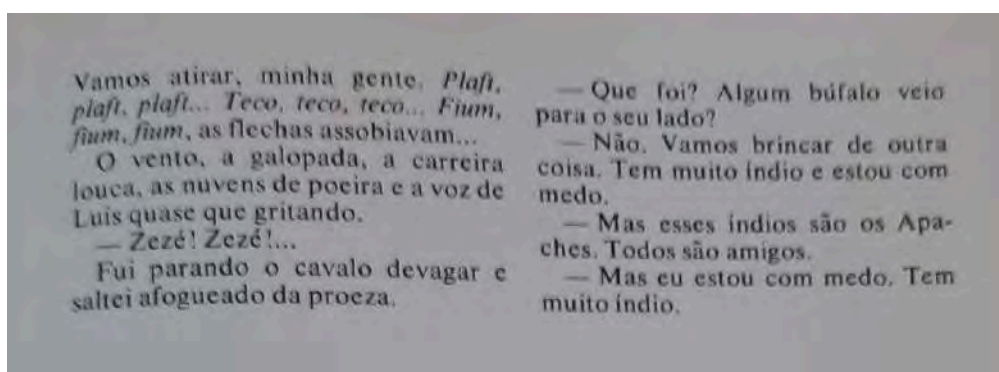 Vamos atirar, minha gente. Plaft,
plaft, plaft... Teco, teco, teco... Fium,
fium, fium, as flechas assobiavam...
O vento, a galopada, a carreira
louca, as nuvens de poeira e a voz de
Luís quase que gritando.
— Zezé! Zezé!...
Fui parando o cavalo devagar e
saltei afogueado da proeza.
— Que foi? Algum búfalo veio
para o seu lado?
— Não. Vamos brincar de outra
coisa. Tem muito índio e estou com
medo.
— Mas esses índios são os Apa-
ches. Todos são amigos.
— Mas eu estou com medo. Tem
muito índio.